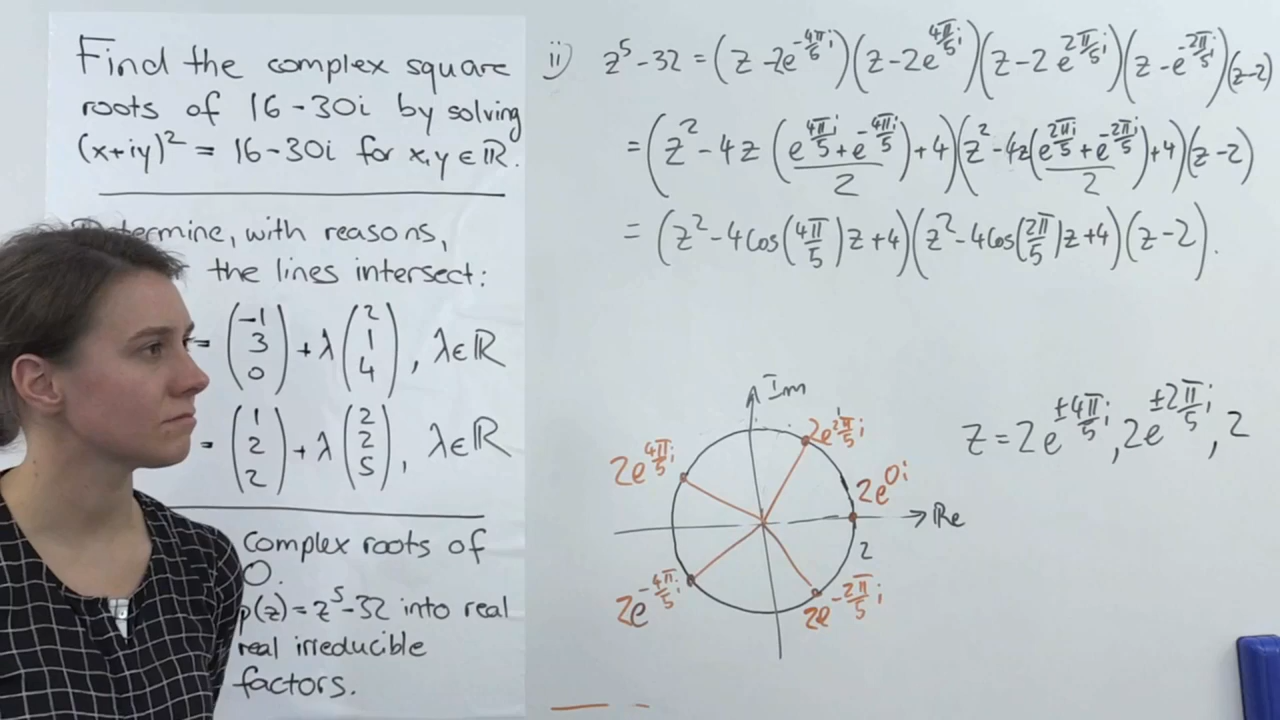 Find the complex square
roots of 16-30i by solving
(x+iy)² = 16-30i for x,y ∈ ℝ.
with reasons,
the lines intersect:
= (-1 3 0) + λ (2 1 4), λ∈ℝ
= (1 2 2) + λ (2 2 5), λ∈ℝ
complex roots of
0.
p(z) = z⁵-32 into real
real irreducible
factors.
ii) z⁵ - 32 = (z - 2e^{-4π/5 i})(z - 2e^{4π/5 i})(z - 2e^{2π/5 i})(z - e^{-2π/5 i})(z-2)
= (z² - 4z (e^{4π/5 i} + e^{-4π/5 i})/2 + 4)(z² - 4z(e^{2π/5 i} + e^{-2π/5 i})/2 + 4)(z-2)
= (z² - 4cos(4π/5)z + 4)(z² - 4cos(2π/5)z + 4)(z-2).
Im
2e^{2π/5 i}
2e^{4π/5 i}
2e^{0i}
Re
2
2e^{-4π/5 i}
2e^{-2π/5 i}
z = 2e^{±4π/5 i}, 2e^{±2π/5 i}, 2